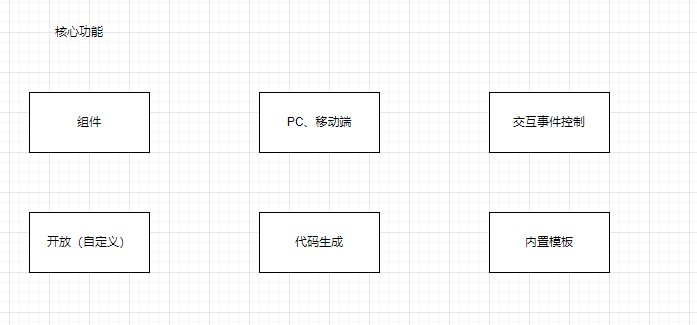 核心功能
组件
PC、移动端
交互事件控制
开放（自定义）
代码生成
内置模板